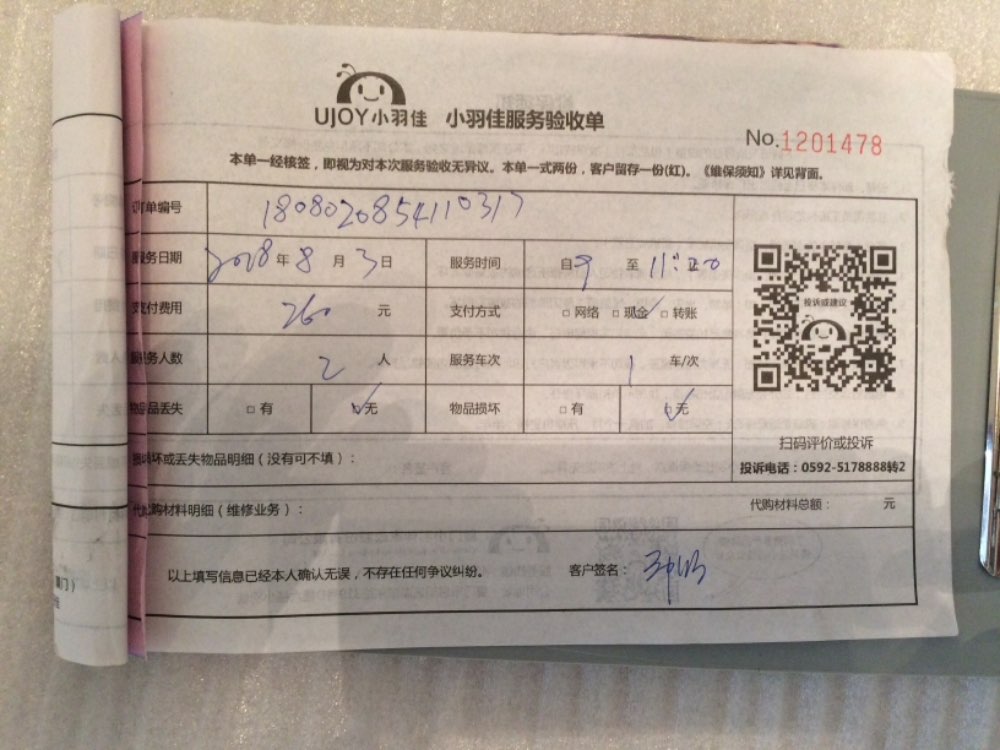 UJOY小羽佳 小羽佳服务验收单
No.1201478
本单一经核签，即视为对本次服务验收无异议。本单一式两份，客户留存一份(红)。《维保须知》详见背面。
订单编号 1808020854110317
服务日期 2018年8月3日 服务时间 自9至11:20
支付费用 260元 支付方式 □网络 □现金 □转账
投诉或建议
服务人数 2人 服务车次 1车/次
物品丢失 □有 □无 物品损坏 □有 □无
扫码评价或投诉
损坏或丢失物品明细（没有可不填）：
投诉电话：0592-5178888转2
代购材料明细（维修业务）： 代购材料总额： 元
以上填写信息已经本人确认无误，不存在任何争议纠纷。 客户签名：